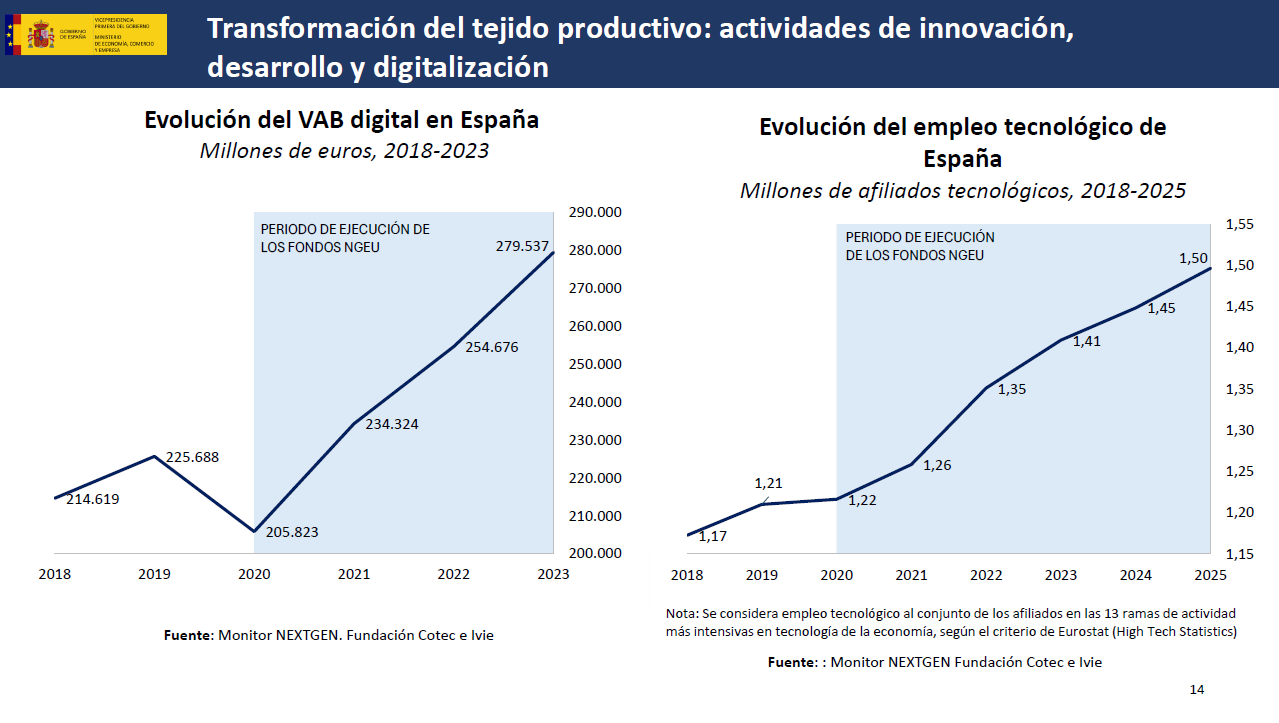 VICEPRESIDENCIA
PRIMERA DEL GOBIERNO
GOBIERNO
DE ESPAÑA
MINISTERIO
DE ECONOMÍA, COMERCIO
Y EMPRESA
Transformación del tejido productivo: actividades de innovación,
desarrollo y digitalización
Evolución del VAB digital en España
Millones de euros, 2018-2023
PERIODO DE EJECUCIÓN DE
LOS FONDOS NGEU
214.619
225.688
205.823
234.324
254.676
279.537
290.000
280.000
270.000
260.000
250.000
240.000
230.000
220.000
210.000
200.000
2018 2019 2020 2021 2022 2023
Fuente: Monitor NEXTGEN. Fundación Cotec e Ivie
Evolución del empleo tecnológico de
España
Millones de afiliados tecnológicos, 2018-2025
PERIODO DE EJECUCIÓN
DE LOS FONDOS NGEU
1,17
1,21
1,22
1,26
1,35
1,41
1,45
1,50
1,55
1,50
1,45
1,40
1,35
1,30
1,25
1,20
1,15
2018 2019 2020 2021 2022 2023 2024 2025
Nota: Se considera empleo tecnológico al conjunto de los afiliados en las 13 ramas de actividad
más intensivas en tecnología de la economía, según el criterio de Eurostat (High Tech Statistics)
Fuente: : Monitor NEXTGEN Fundación Cotec e Ivie
14